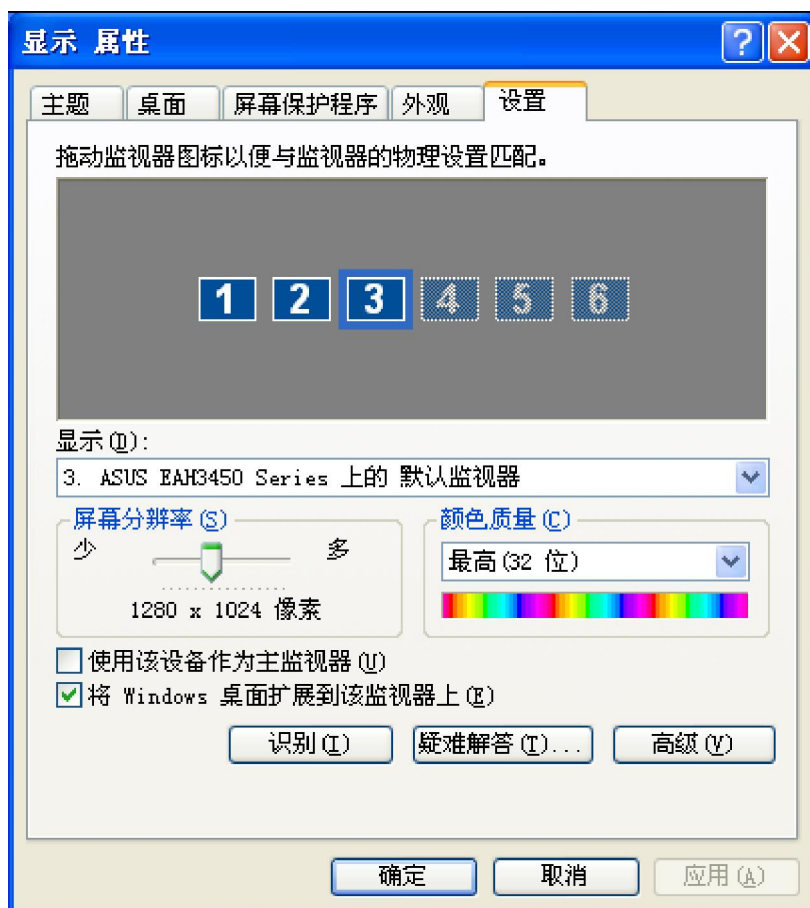 显示 属性
主题 桌面 屏幕保护程序 外观 设置
拖动监视器图标以便与监视器的物理设置匹配。
1 2 3 4 5 6
显示(D):
3. ASUS EAH3450 Series 上的 默认监视器
屏幕分辨率(S) 颜色质量(C)
少 多 最高(32 位)
1280 x 1024 像素
使用该设备作为主监视器(U)
将 Windows 桌面扩展到该监视器上(E)
识别(I) 疑难解答(T)... 高级(V)
确定 取消 应用(A)